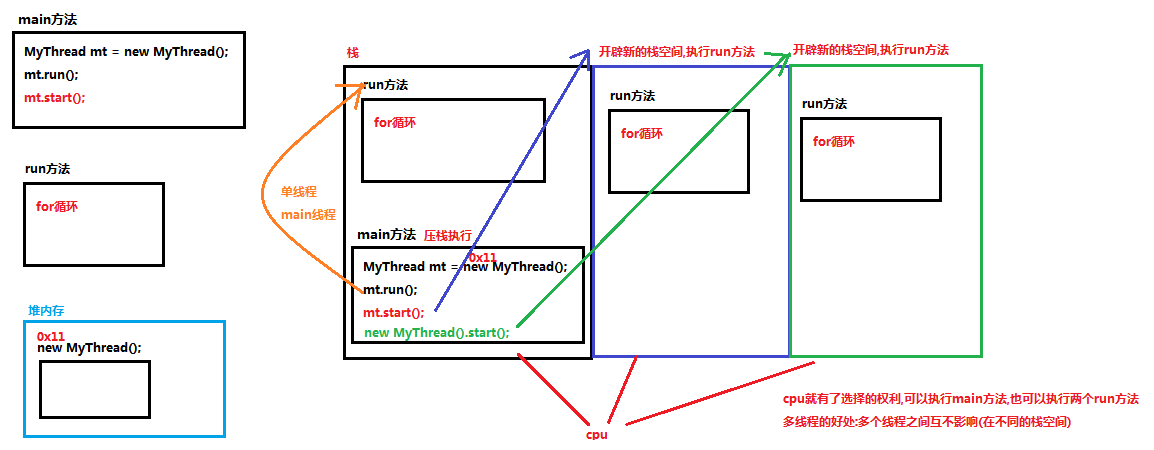 main方法
MyThread mt = new MyThread();
mt.run();
mt.start();
run方法
for循环
堆内存
0x11
new MyThread();
栈
run方法
for循环
单线程
main线程
main方法 压栈执行
0x11
MyThread mt = new MyThread();
mt.run();
mt.start();
new MyThread().start();
开辟新的栈空间,执行run方法
run方法
for循环
开辟新的栈空间,执行run方法
run方法
for循环
cpu
cpu就有了选择的权利,可以执行main方法,也可以执行两个run方法
多线程的好处:多个线程之间互不影响(在不同的栈空间)